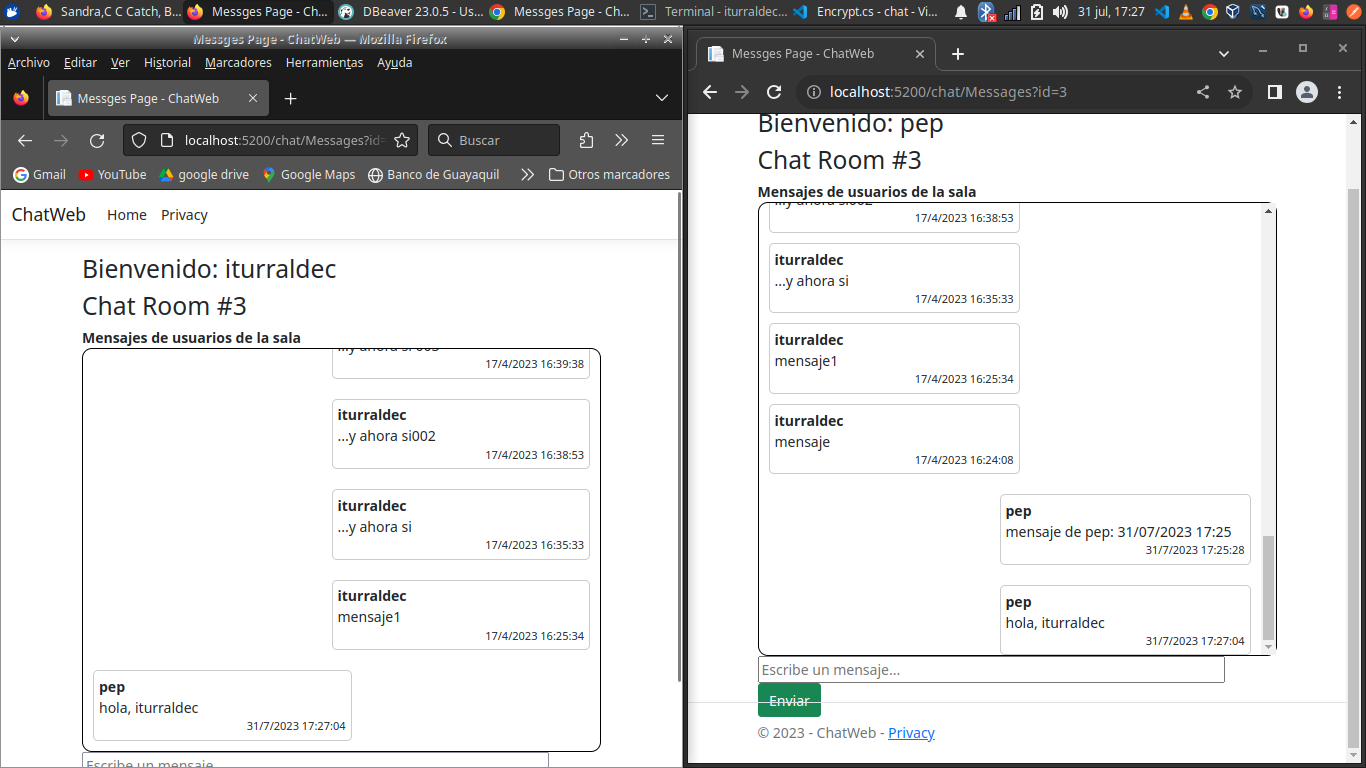 Sandra,C C Catch, B...
Messges Page - Ch...
DBeaver 23.0.5 - Us...
Messges Page - Ch...
Terminal - iturraldec...
Encrypt.cs - chat - Vi...
31 jul, 17:27
Messges Page - ChatWeb — Mozilla Firefox
Archivo Editar Ver Historial Marcadores Herramientas Ayuda
Messges Page - ChatWeb
localhost:5200/chat/Messages?id=
Buscar
Gmail YouTube google drive Google Maps Banco de Guayaquil Otros marcadores
ChatWeb Home Privacy
Bienvenido: iturraldec
Chat Room #3
Mensajes de usuarios de la sala
...y ahora si 003
17/4/2023 16:39:38
iturraldec
...y ahora si002
17/4/2023 16:38:53
iturraldec
...y ahora si
17/4/2023 16:35:33
iturraldec
mensaje1
17/4/2023 16:25:34
pep
hola, iturraldec
31/7/2023 17:27:04
Escribe un mensaje...
Messges Page - ChatWeb
localhost:5200/chat/Messages?id=3
Bienvenido: pep
Chat Room #3
Mensajes de usuarios de la sala
...y ahora si002
17/4/2023 16:38:53
iturraldec
...y ahora si
17/4/2023 16:35:33
iturraldec
mensaje1
17/4/2023 16:25:34
iturraldec
mensaje
17/4/2023 16:24:08
pep
mensaje de pep: 31/07/2023 17:25
31/7/2023 17:25:28
pep
hola, iturraldec
31/7/2023 17:27:04
Escribe un mensaje...
Enviar
© 2023 - ChatWeb - Privacy